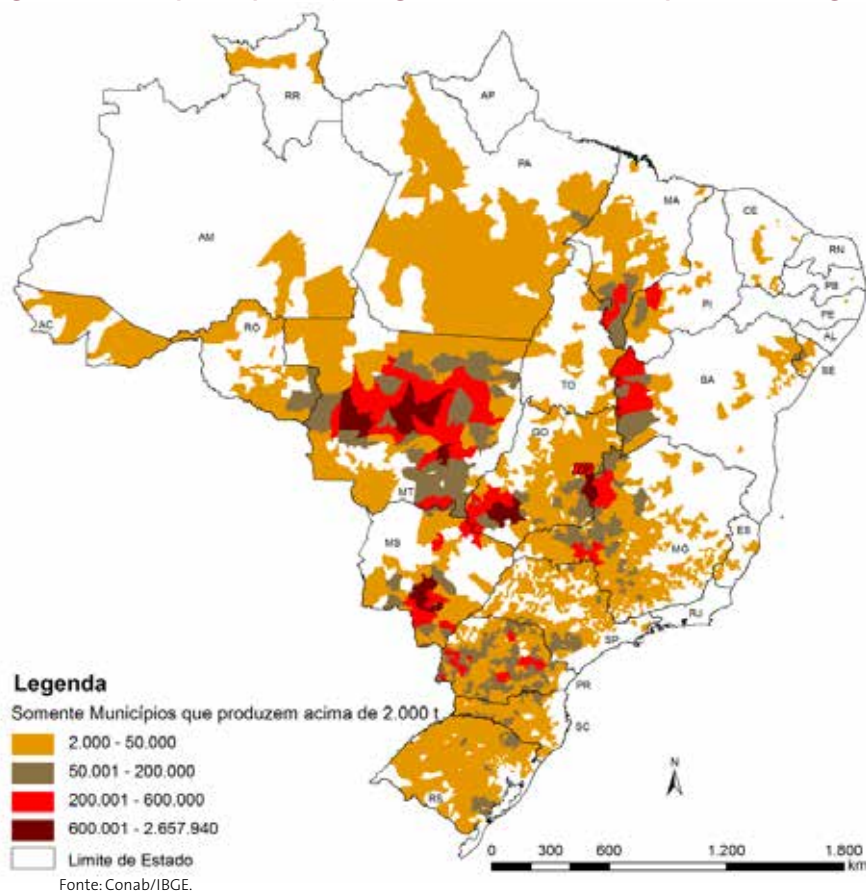 RR
AP
AM
PA
MA
CE
RN
PB
PE
AL
SE
PI
AC
RO
TO
BA
MT
GO
MS
MG
ES
SP
RJ
PR
SC
RS
Legenda
Somente Municípios que produzem acima de 2.000 t
2.000 - 50.000
50.001 - 200.000
200.001 - 600.000
600.001 - 2.657.940
Limite de Estado
Fonte: Conab/IBGE.
N
0 300 600 1.200 1.800
km